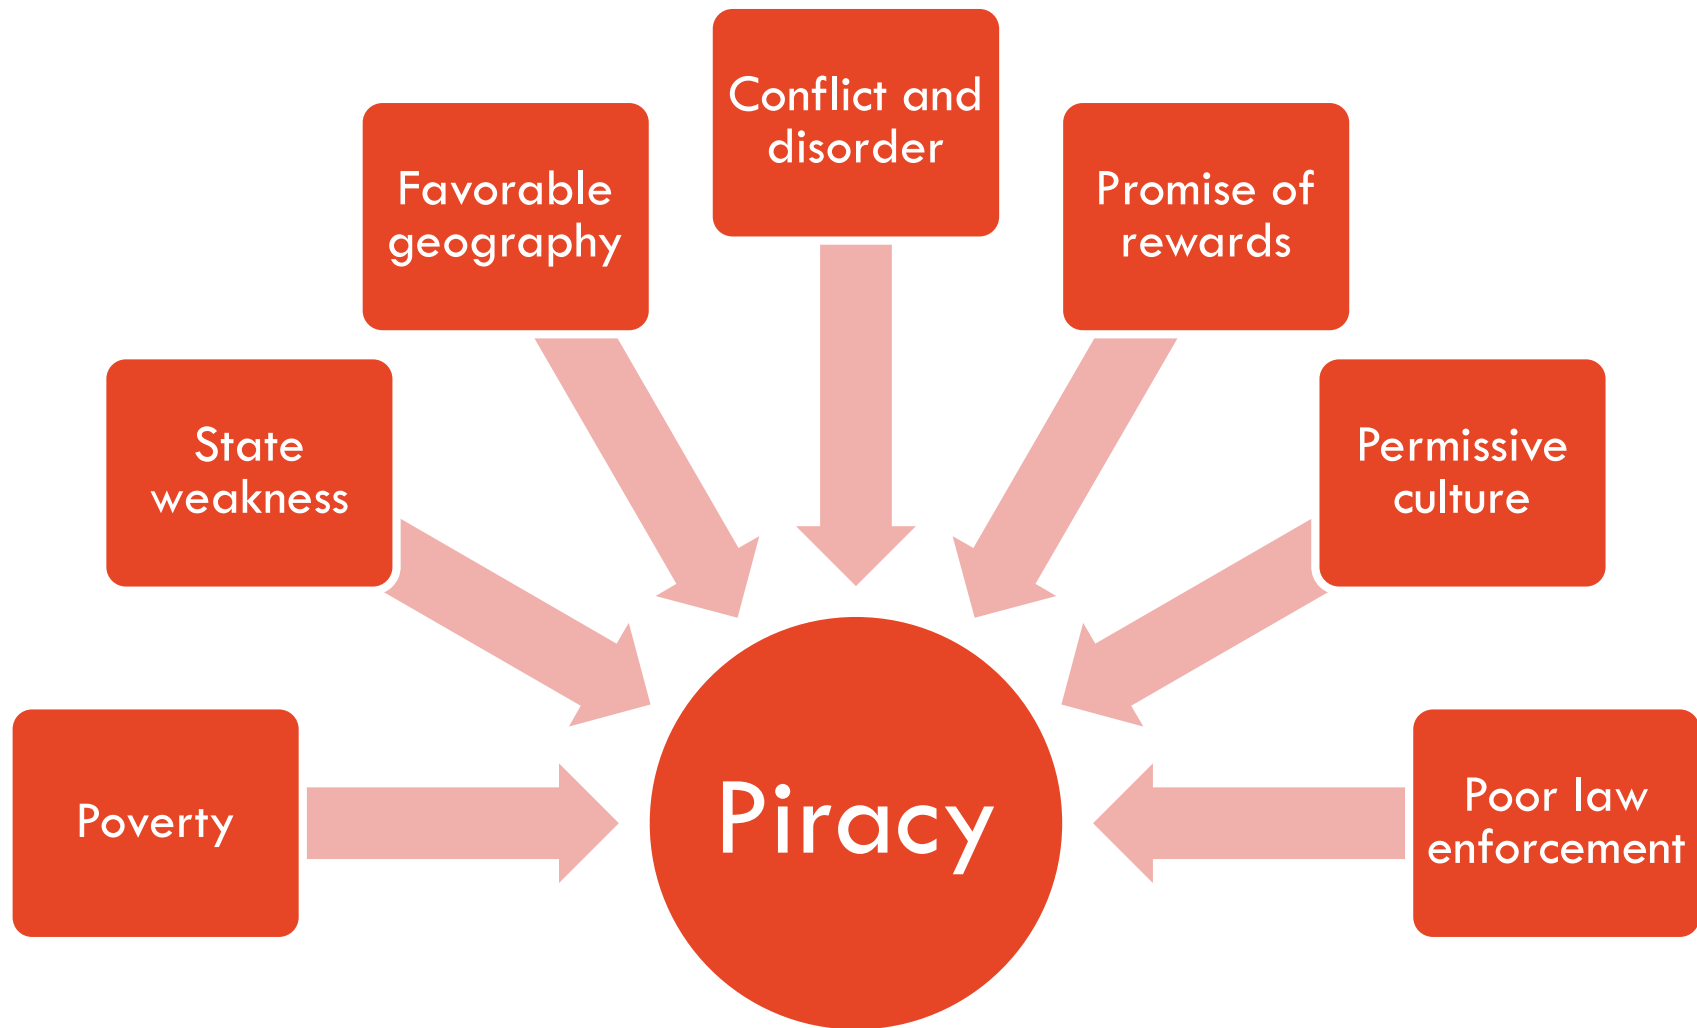 Conflict and
disorder
Favorable
geography
Promise of
rewards
State
weakness
Permissive
culture
Poverty
Piracy
Poor law
enforcement